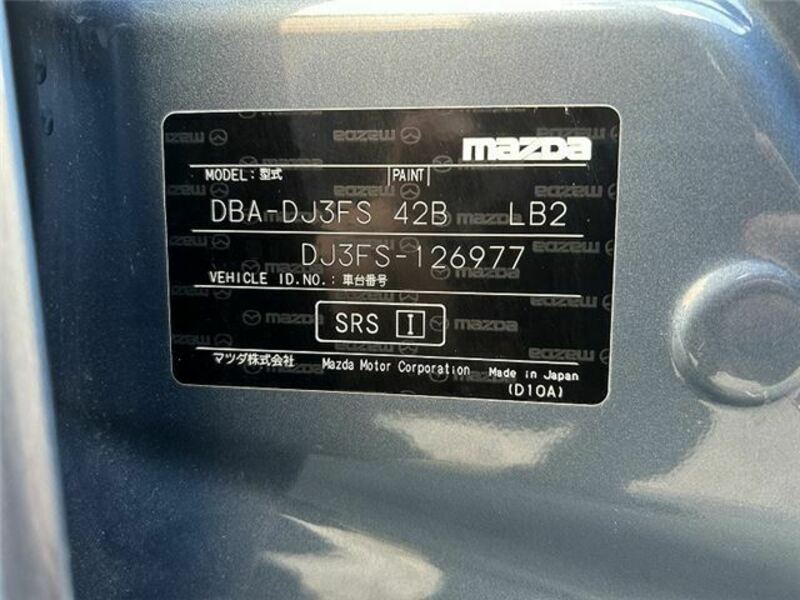 mazda
MODEL:型式 PAINT
DBA-DJ3FS 42B LB2
DJ3FS-126977
VEHICLE ID.NO.:車台番号
SRS I
マツダ株式会社 Mazda Motor Corporation Made in Japan
(D10A)